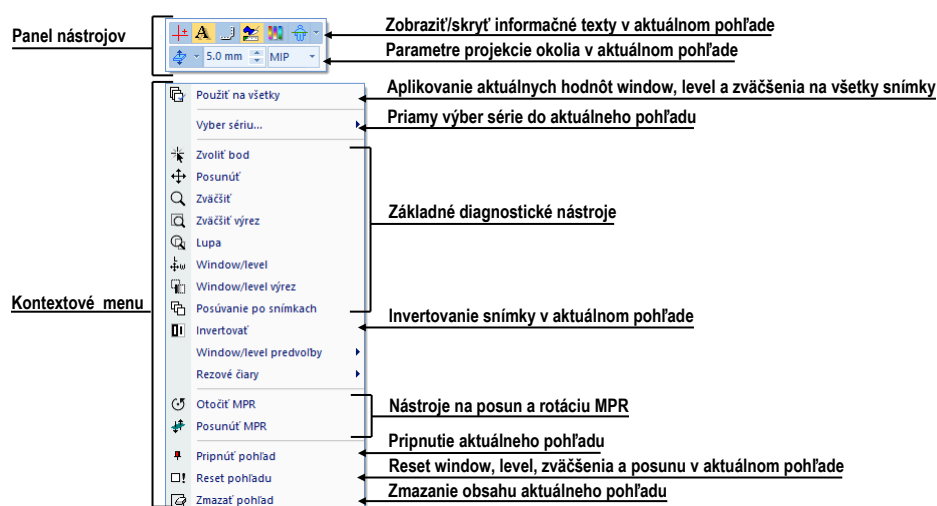 Zobraziť/skryť informačné texty v aktuálnom pohľade
Panel nástrojov
A
5.0 mm MIP
Parametre projekcie okolia v aktuálnom pohľade
Použiť na všetky
Aplikovanie aktuálnych hodnôt window, level a zväčšenia na všetky snímky
Vyber sériu...
Priamy výber série do aktuálneho pohľadu
Zvoliť bod
Posunúť
Zväčšiť
Základné diagnostické nástroje
Zväčšiť výrez
Lupa
Window/level
Window/level výrez
Kontextové menu
Posúvanie po snímkach
Invertovanie snímky v aktuálnom pohľade
Invertovať
Window/level predvoľby
Rezové čiary
Otočiť MPR
Nástroje na posun a rotáciu MPR
Posunúť MPR
Pripnutie aktuálneho pohľadu
Pripnúť pohľad
Reset window, level, zväčšenia a posunu v aktuálnom pohľade
Reset pohľadu
Zmazanie obsahu aktuálneho pohľadu
Zmazať pohľad